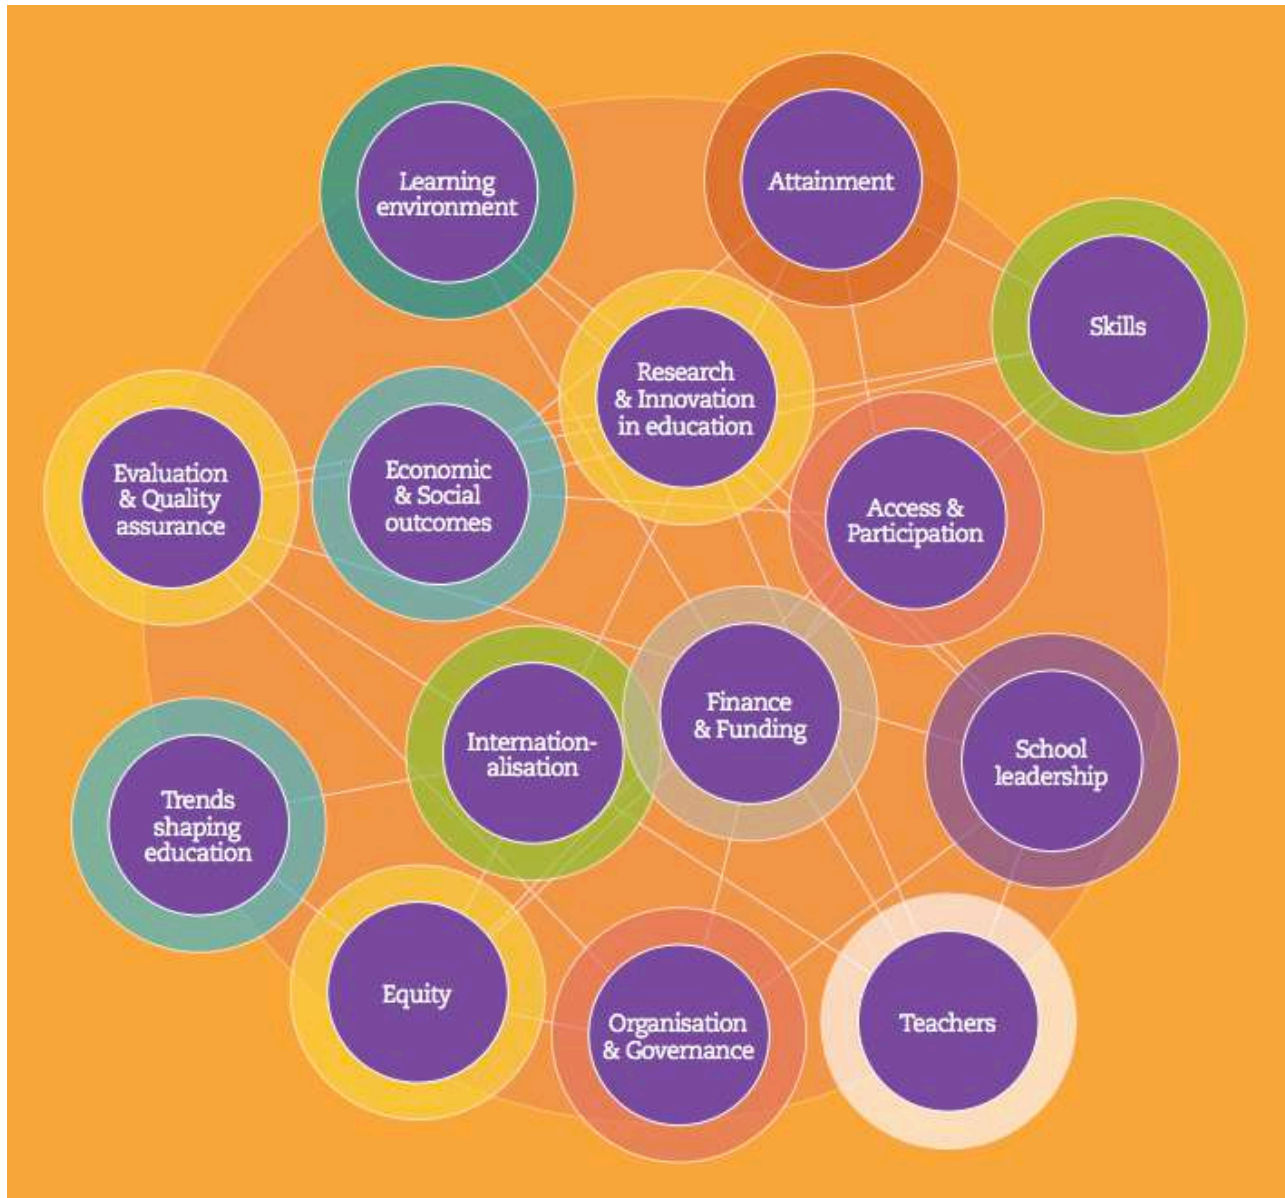 Learning
environment
Attainment
Skills
Research
& Innovation
in education
Evaluation
& Quality
assurance
Economic
& Social
outcomes
Access &
Participation
Internation-
alisation
Finance
& Funding
School
leadership
Trends
shaping
education
Equity
Organisation
& Governance
Teachers